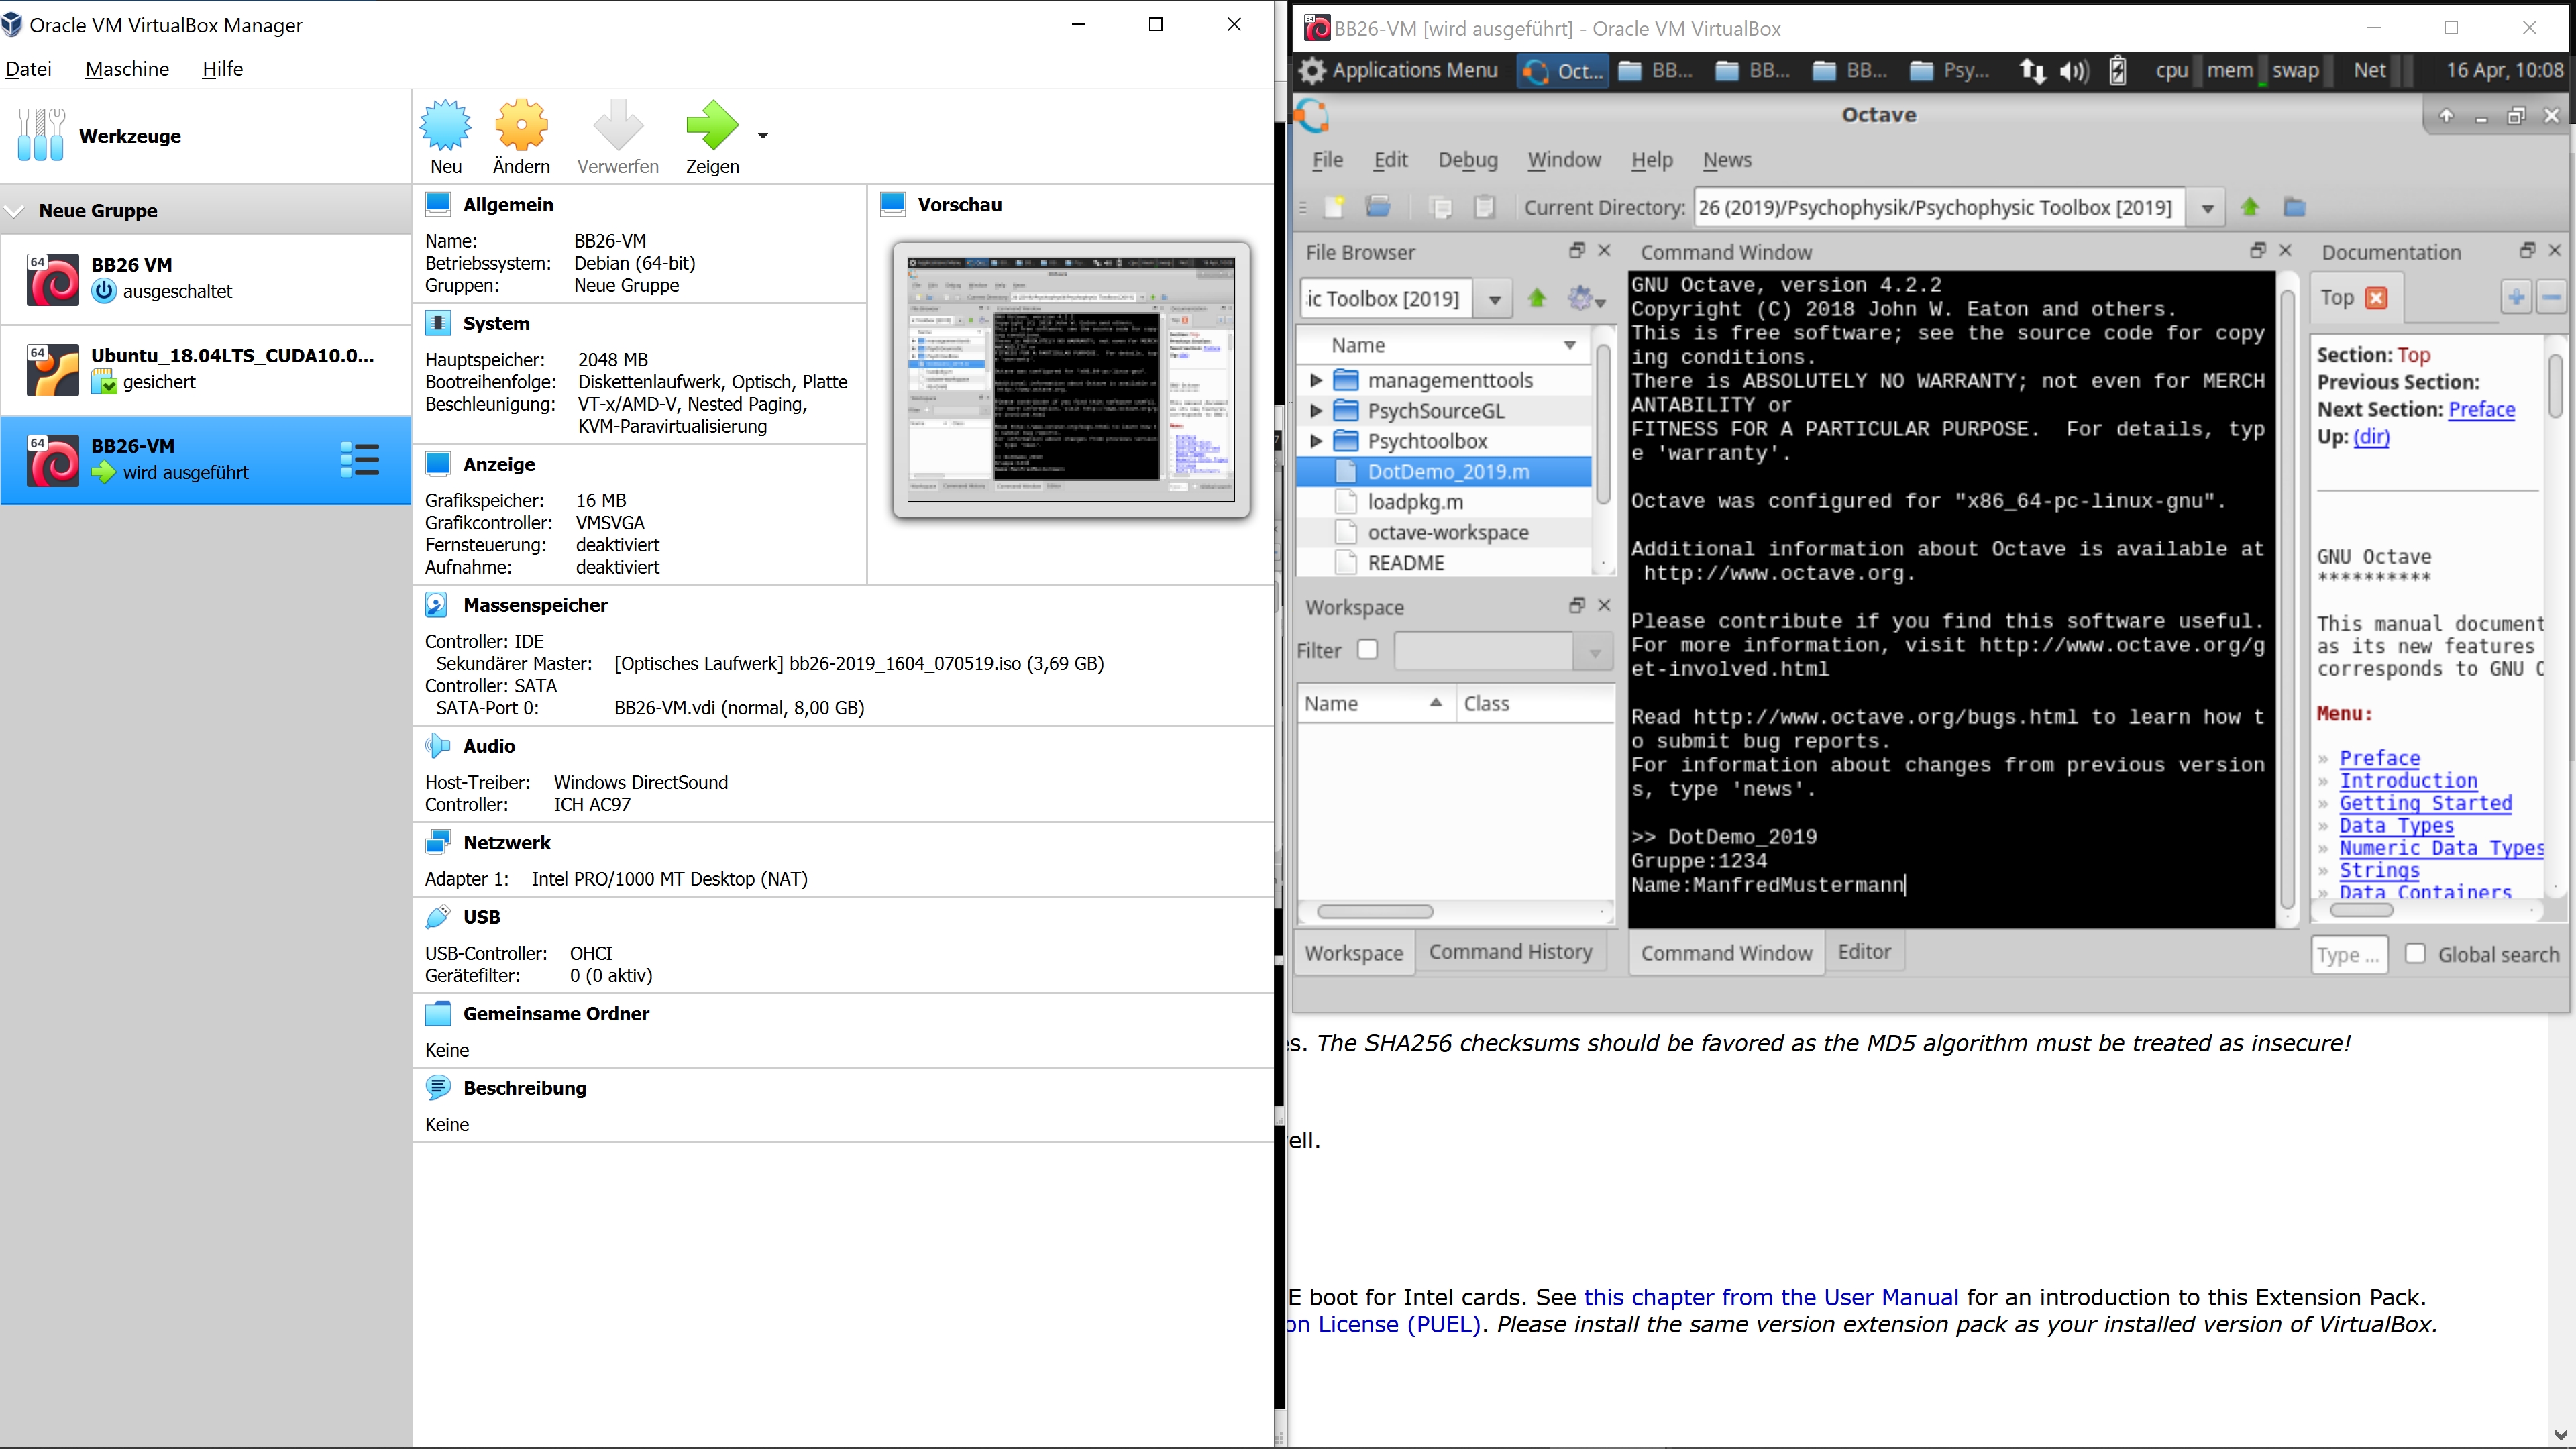 Oracle VM VirtualBox Manager
Datei Maschine Hilfe
Werkzeuge
Neu Ändern Verwerfen Zeigen
Neue Gruppe
64
BB26 VM
ausgeschaltet
64
Ubuntu_18.04LTS_CUDA10.0...
gesichert
64
BB26-VM
wird ausgeführt
Allgemein
Name: BB26-VM
Betriebssystem: Debian (64-bit)
Gruppen: Neue Gruppe
System
Hauptspeicher: 2048 MB
Bootreihenfolge: Diskettenlaufwerk, Optisch, Platte
Beschleunigung: VT-x/AMD-V, Nested Paging,
KVM-Paravirtualisierung
Anzeige
Grafikspeicher: 16 MB
Grafikcontroller: VMSVGA
Fernsteuerung: deaktiviert
Aufnahme: deaktiviert
Vorschau
Massenspeicher
Controller: IDE
Sekundärer Master: [Optisches Laufwerk] bb26-2019_1604_070519.iso (3,69 GB)
Controller: SATA
SATA-Port 0: BB26-VM.vdi (normal, 8,00 GB)
Audio
Host-Treiber: Windows DirectSound
Controller: ICH AC97
Netzwerk
Adapter 1: Intel PRO/1000 MT Desktop (NAT)
USB
USB-Controller: OHCI
Gerätefilter: 0 (0 aktiv)
Gemeinsame Ordner
Keine
Beschreibung
Keine
64
BB26-VM [wird ausgeführt] - Oracle VM VirtualBox
Applications Menu Oct... BB... BB... BB... Psy... cpu mem swap Net 16 Apr, 10:08
Octave
File Edit Debug Window Help News
Current Directory: 26 (2019)/Psychophysik/Psychophysic Toolbox [2019]
File Browser
ic Toolbox [2019]
Name
managementtools
PsychSourceGL
Psychtoolbox
DotDemo_2019.m
loadpkg.m
octave-workspace
README
Workspace
Filter
Name Class
Workspace Command History
Command Window
GNU Octave, version 4.2.2
Copyright (C) 2018 John W. Eaton and others.
This is free software; see the source code for copy
ing conditions.
There is ABSOLUTELY NO WARRANTY; not even for MERCH
ANTABILITY or
FITNESS FOR A PARTICULAR PURPOSE.  For details, typ
e 'warranty'.
Octave was configured for "x86_64-pc-linux-gnu".
Additional information about Octave is available at
http://www.octave.org.
Please contribute if you find this software useful.
For more information, visit http://www.octave.org/g
et-involved.html
Read http://www.octave.org/bugs.html to learn how t
o submit bug reports.
For information about changes from previous version
s, type 'news'.
>> DotDemo_2019
Gruppe:1234
Name:ManfredMustermann
Command Window Editor
Documentation
Top
Section: Top
Previous Section:
Next Section: Preface
Up: (dir)
GNU Octave
**********
This manual document
as its new features
corresponds to GNU O
Menu:
» Preface
» Introduction
» Getting Started
» Data Types
» Numeric Data Types
» Strings
» Data Containers
Type ... Global search
es. The SHA256 checksums should be favored as the MD5 algorithm must be treated as insecure!
ell.
E boot for Intel cards. See this chapter from the User Manual for an introduction to this Extension Pack.
on License (PUEL). Please install the same version extension pack as your installed version of VirtualBox.